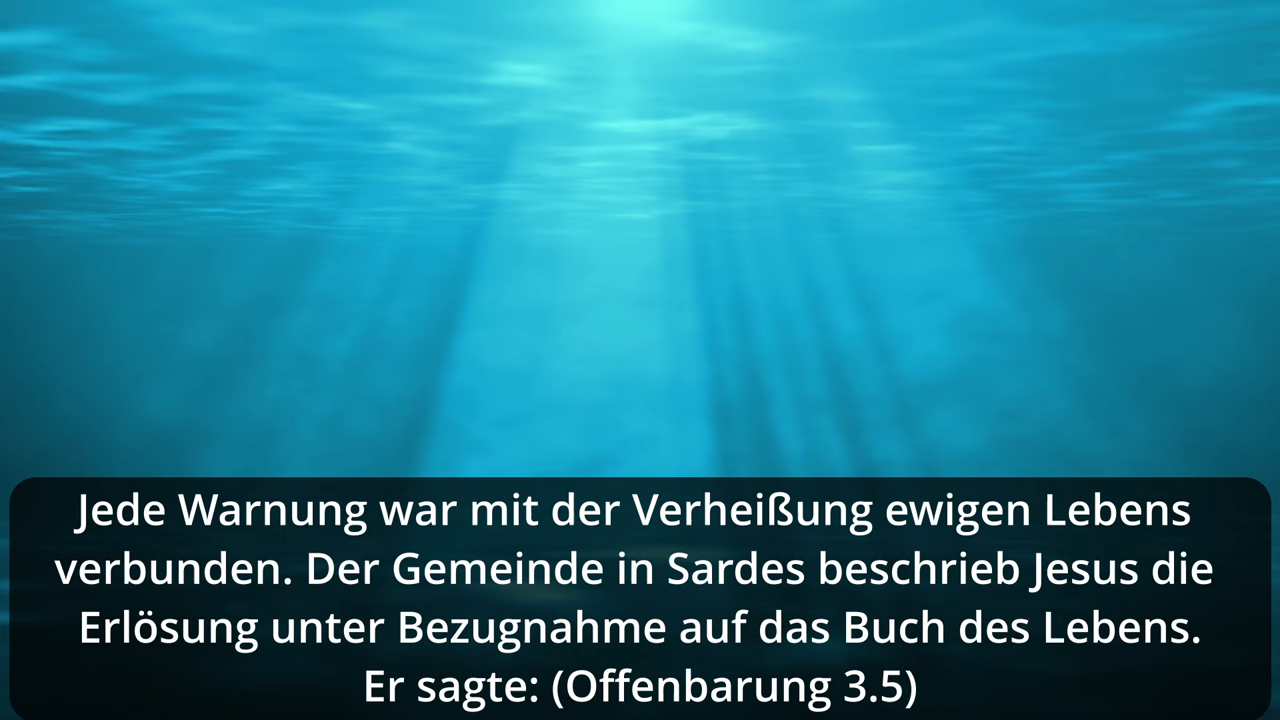 Jede Warnung war mit der Verheißung ewigen Lebens
verbunden. Der Gemeinde in Sardes beschrieb Jesus die
Erlösung unter Bezugnahme auf das Buch des Lebens.
Er sagte: (Offenbarung 3.5)